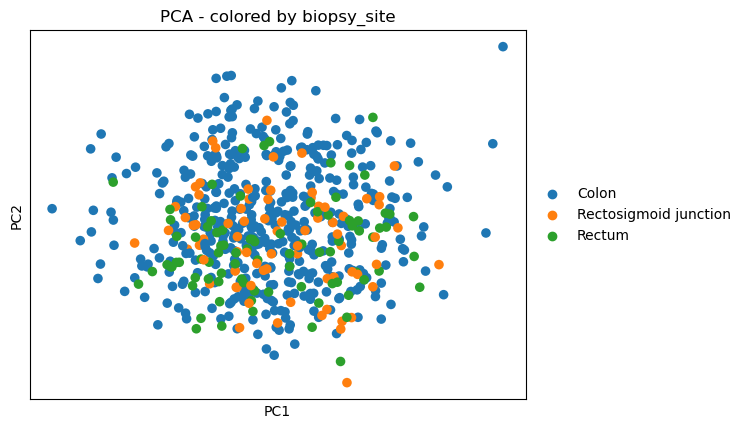 PCA - colored by biopsy_site
PC2
Colon
Rectosigmoid junction
Rectum
PC1